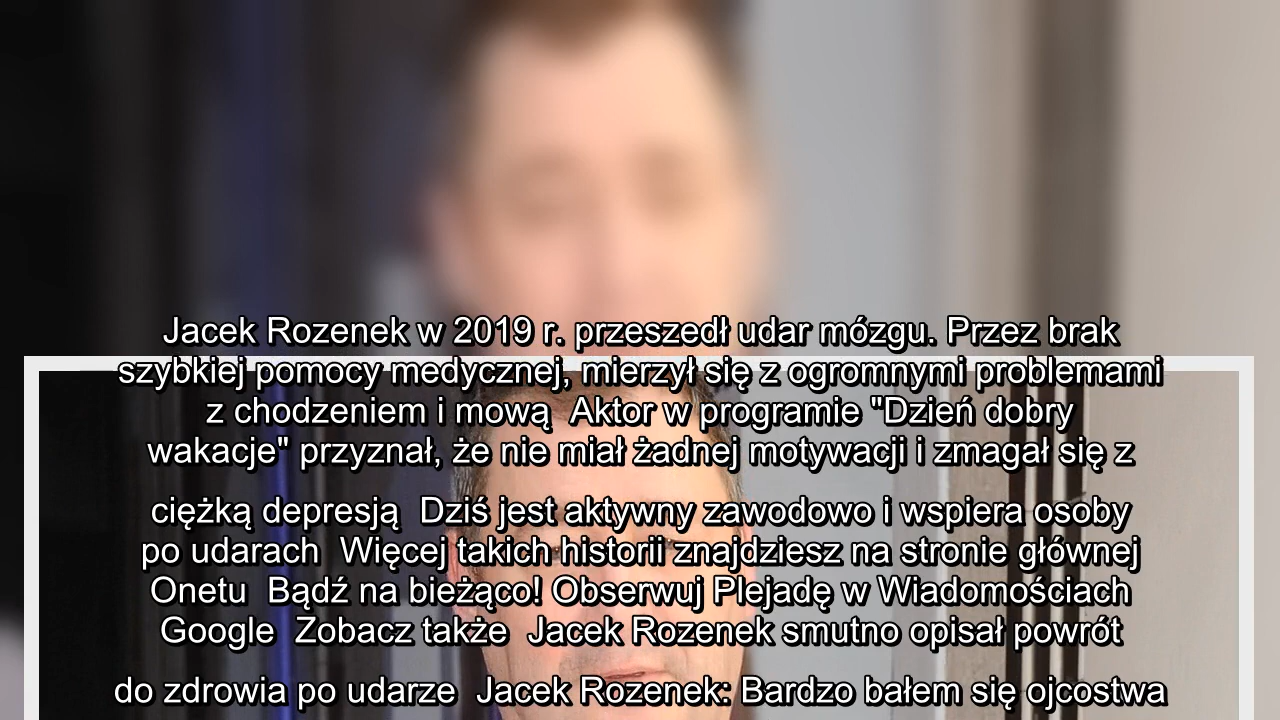 Jacek Rozenek w 2019 r. przeszedł udar mózgu. Przez brak
szybkiej pomocy medycznej, mierzył się z ogromnymi problemami
z chodzeniem i mową  Aktor w programie "Dzień dobry
wakacje" przyznał, że nie miał żadnej motywacji i zmagał się z
ciężką depresją  Dziś jest aktywny zawodowo i wspiera osoby
po udarach  Więcej takich historii znajdziesz na stronie głównej
Onetu  Bądź na bieżąco! Obserwuj Plejadę w Wiadomościach
Google  Zobacz także  Jacek Rozenek smutno opisał powrót
do zdrowia po udarze  Jacek Rozenek: Bardzo bałem się ojcostwa